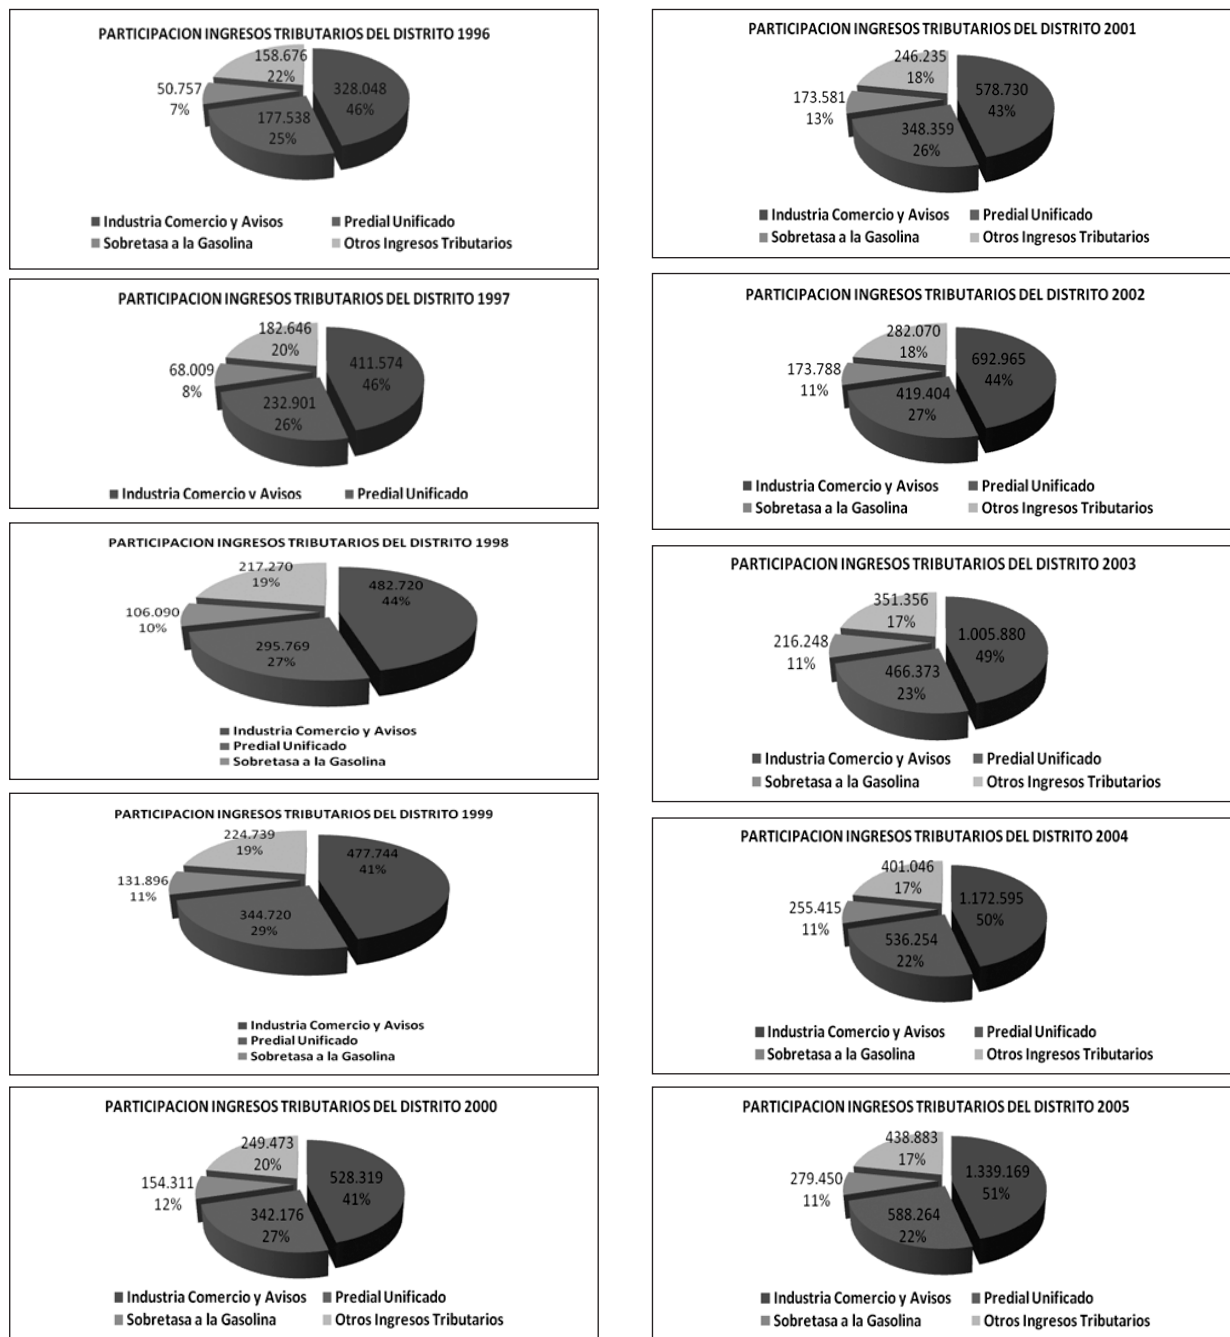 PARTICIPACION INGRESOS TRIBUTARIOS DEL DISTRITO 1996
158.676
22%
50.757
7%
328.048
46%
177.538
25%
Industria Comercio y Avisos Predial Unificado
Sobretasa a la Gasolina Otros Ingresos Tributarios
PARTICIPACION INGRESOS TRIBUTARIOS DEL DISTRITO 1997
182.646
20%
68.009
8%
411.574
46%
232.901
26%
Industria Comercio y Avisos Predial Unificado
PARTICIPACION INGRESOS TRIBUTARIOS DEL DISTRITO 1998
217.270
19%
106.090
10%
482.720
44%
295.769
27%
Industria Comercio y Avisos
Predial Unificado
Sobretasa a la Gasolina
PARTICIPACION INGRESOS TRIBUTARIOS DEL DISTRITO 1999
224.739
19%
131.896
11%
477.744
41%
344.720
29%
Industria Comercio y Avisos
Predial Unificado
Sobretasa a la Gasolina
PARTICIPACION INGRESOS TRIBUTARIOS DEL DISTRITO 2000
249.473
20%
154.311
12%
528.319
41%
342.176
27%
Industria Comercio y Avisos Predial Unificado
Sobretasa a la Gasolina Otros Ingresos Tributarios
PARTICIPACION INGRESOS TRIBUTARIOS DEL DISTRITO 2001
246.235
18%
173.581
13%
578.730
43%
348.359
26%
Industria Comercio y Avisos Predial Unificado
Sobretasa a la Gasolina Otros Ingresos Tributarios
PARTICIPACION INGRESOS TRIBUTARIOS DEL DISTRITO 2002
282.070
18%
173.788
11%
692.965
44%
419.404
27%
Industria Comercio y Avisos Predial Unificado
Sobretasa a la Gasolina Otros Ingresos Tributarios
PARTICIPACION INGRESOS TRIBUTARIOS DEL DISTRITO 2003
351.356
17%
216.248
11%
1.005.880
49%
466.373
23%
Industria Comercio y Avisos Predial Unificado
Sobretasa a la Gasolina Otros Ingresos Tributarios
PARTICIPACION INGRESOS TRIBUTARIOS DEL DISTRITO 2004
401.046
17%
255.415
11%
1.172.595
50%
536.254
22%
Industria Comercio y Avisos Predial Unificado
Sobretasa a la Gasolina Otros Ingresos Tributarios
PARTICIPACION INGRESOS TRIBUTARIOS DEL DISTRITO 2005
438.883
17%
279.450
11%
1.339.169
51%
588.264
22%
Industria Comercio y Avisos Predial Unificado
Sobretasa a la Gasolina Otros Ingresos Tributarios